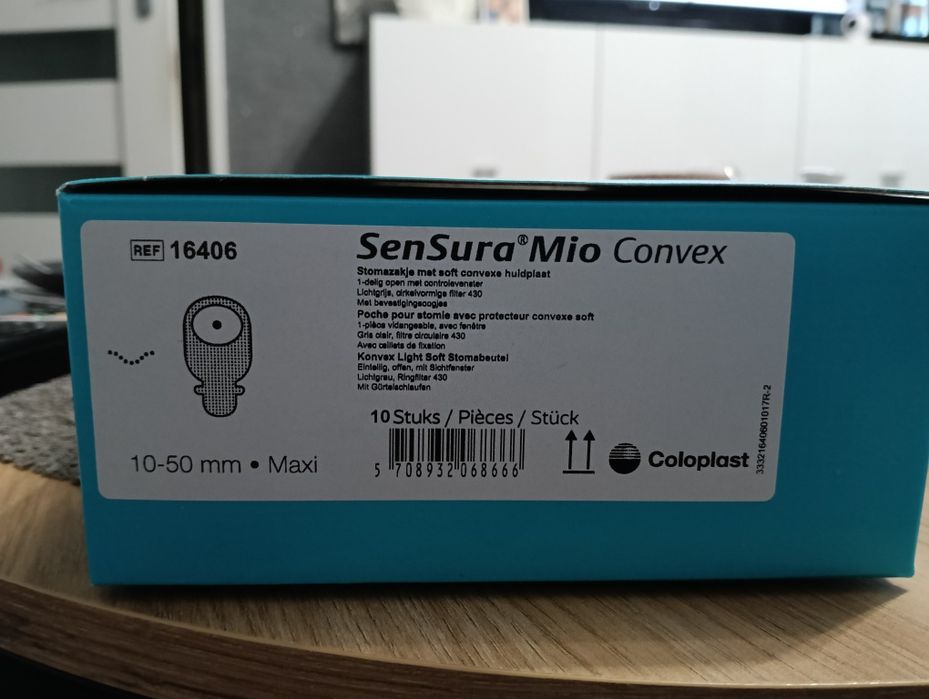 REF 16406
SenSura® Mio Convex
Stomazakje met soft convexe huidplaat
1-delig open met controlevenster
Lichtgrijs, cirkelvormige filter 430
Met bevestigingsoogjes
Poche pour stomie avec protecteur convexe soft
1-pièce vidangeable, avec fenêtre
Gris clair, filtre circulaire 430
Avec œillets de fixation
Konvex Light Soft Stomabeutel
Einteilig, offen, mit Sichtfenster
Lichtgrau, Ringfilter 430
Mit Gürtelschlaufen
10 Stuks / Pièces / Stück
5 708932 068666
10-50 mm • Maxi
Coloplast
33321640601017R-2